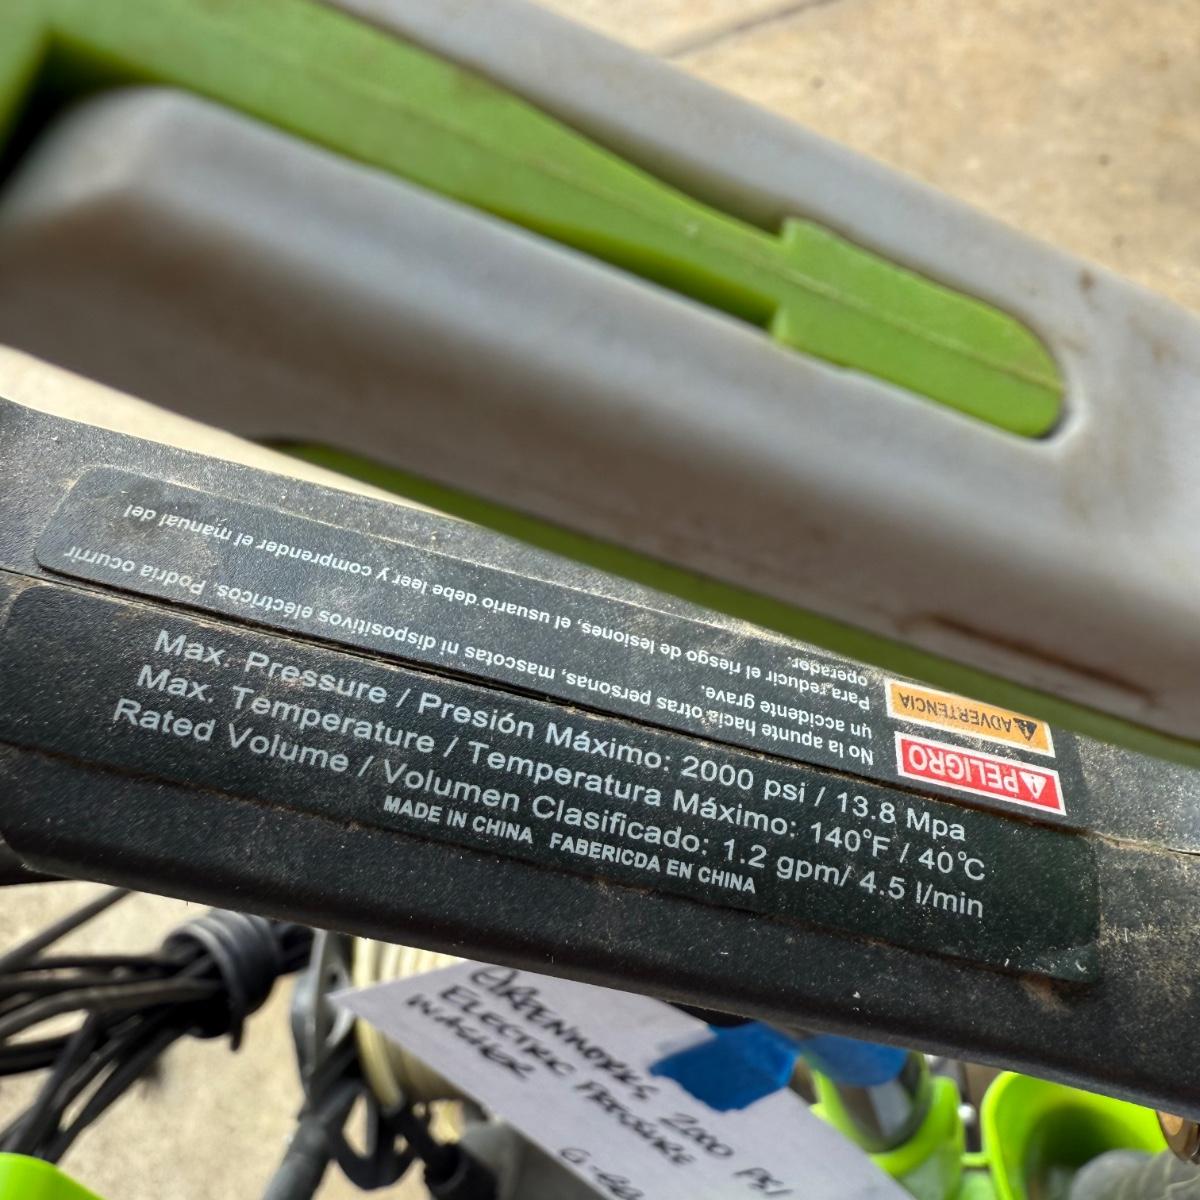 Max. Pressure / Presión Máximo: 2000 psi / 13.8 Mpa
Max. Temperature / Temperatura Máximo: 140°F / 40°C
Rated Volume / Volumen Clasificado: 1.2 gpm/ 4.5 l/min
MADE IN CHINA FABERICDA EN CHINA
PELIGRO
No la apunte hacia otras personas, mascotas ni dispositivos eléctricos. Podría ocurrir
un accidente grave.
ADVERTENCIA
Para reducir el riesgo de lesiones, el usuario debe leer y comprender el manual del
operador.
GREENWORKS 2000 PSI
ELECTRIC PRESSURE
WASHER